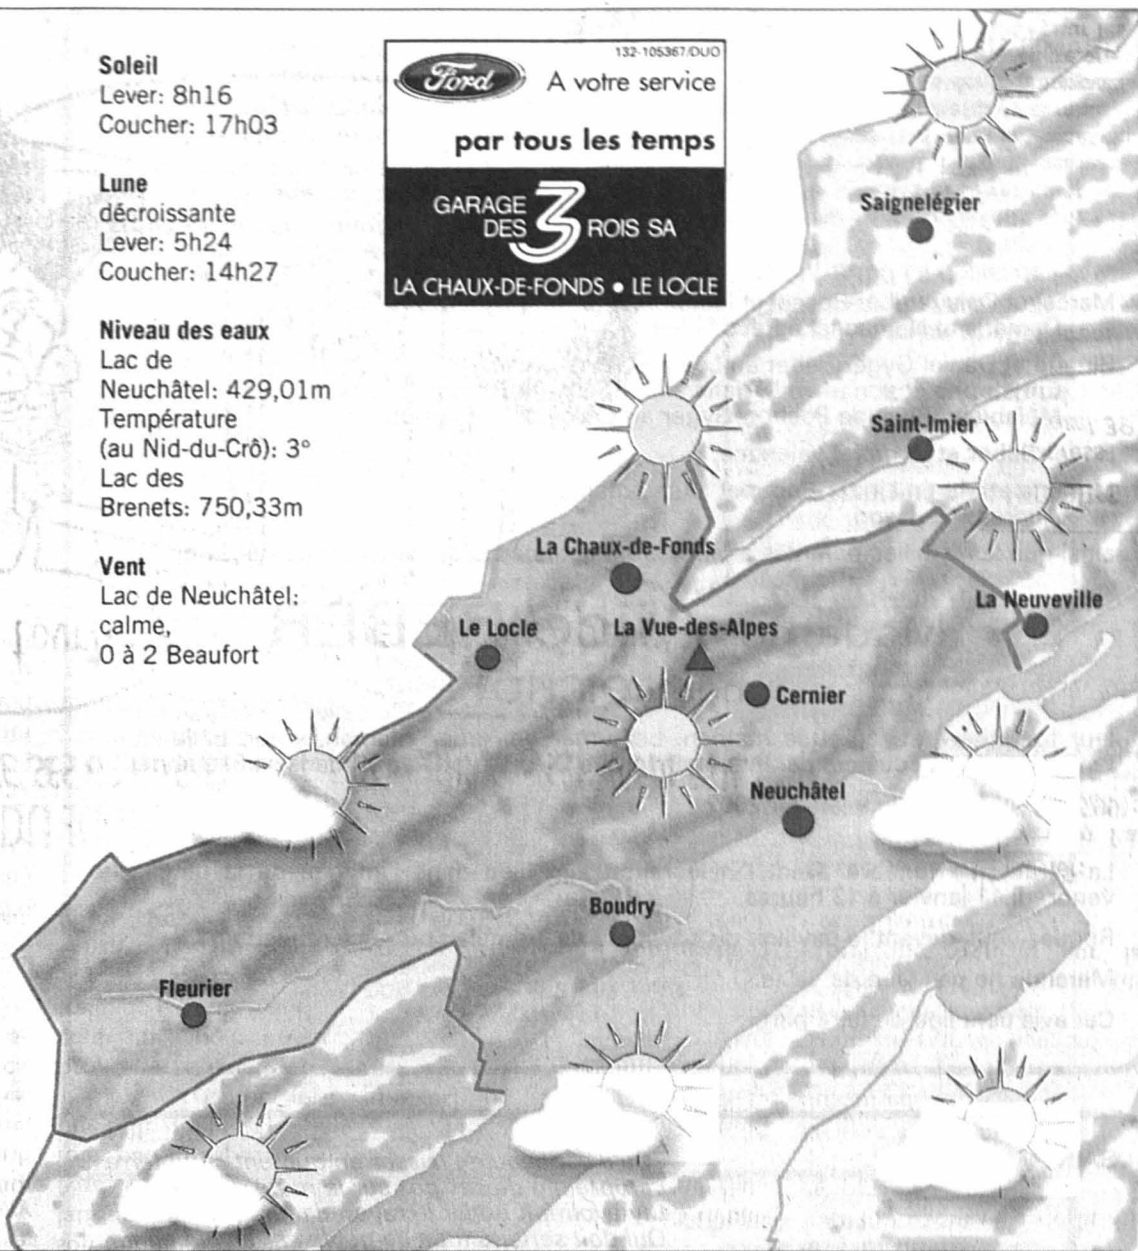 Soleil
Lever: 8h16
Coucher: 17h03
Lune
décroissante
Lever: 5h24
Coucher: 14h27
Niveau des eaux
Lac de
Neuchâtel: 429,01m
Température
(au Nid-du-Crô): 3°
Lac des
Brenets: 750,33m
Vent
Lac de Neuchâtel:
calme,
0 à 2 Beaufort
132-105367/DUO
Ford
A votre service
par tous les temps
GARAGE
DES 3 ROIS SA
LA CHAUX-DE-FONDS • LE LOCLE
Saignelégier
Saint-Imier
La Chaux-de-Fonds
La Neuveville
Le Locle
La Vue-des-Alpes
Cernier
Neuchâtel
Boudry
Fleurier